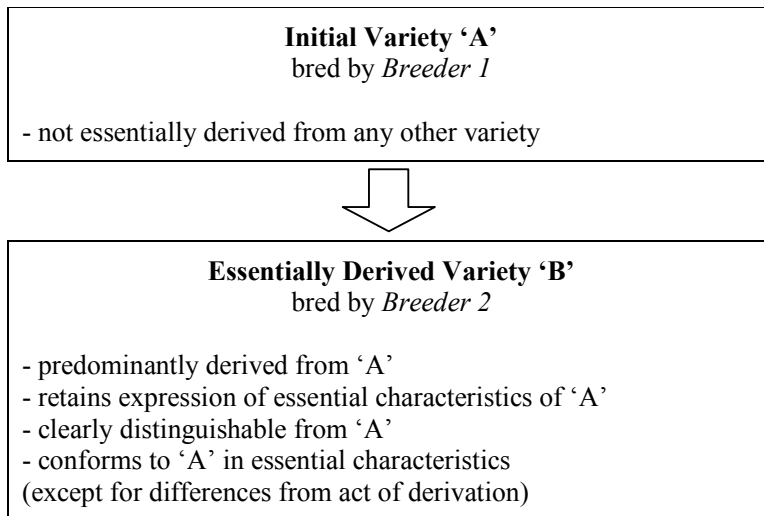 Initial Variety ‘A’
bred by Breeder 1
- not essentially derived from any other variety
Essentially Derived Variety ‘B’
bred by Breeder 2
- predominantly derived from ‘A’
- retains expression of essential characteristics of ‘A’
- clearly distinguishable from ‘A’
- conforms to ‘A’ in essential characteristics
(except for differences from act of derivation)